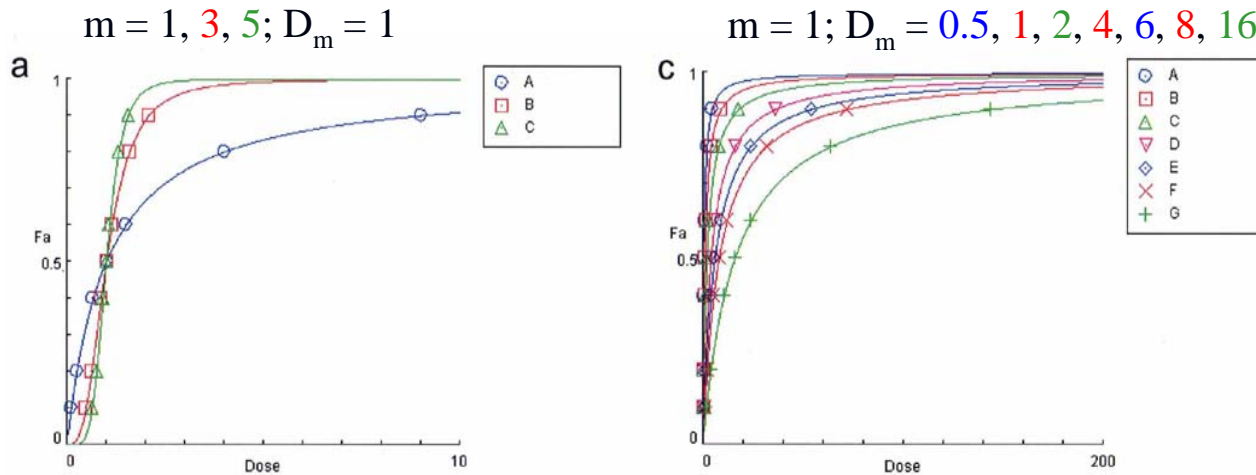 m = 1, 3, 5; Dm = 1
m = 1; Dm = 0.5, 1, 2, 4, 6, 8, 16
a
1
Fa
0.5
0
0
Dose
10
A
B
C
c
1
Fa
0.5
0
0
Dose
200
A
B
C
D
E
F
G